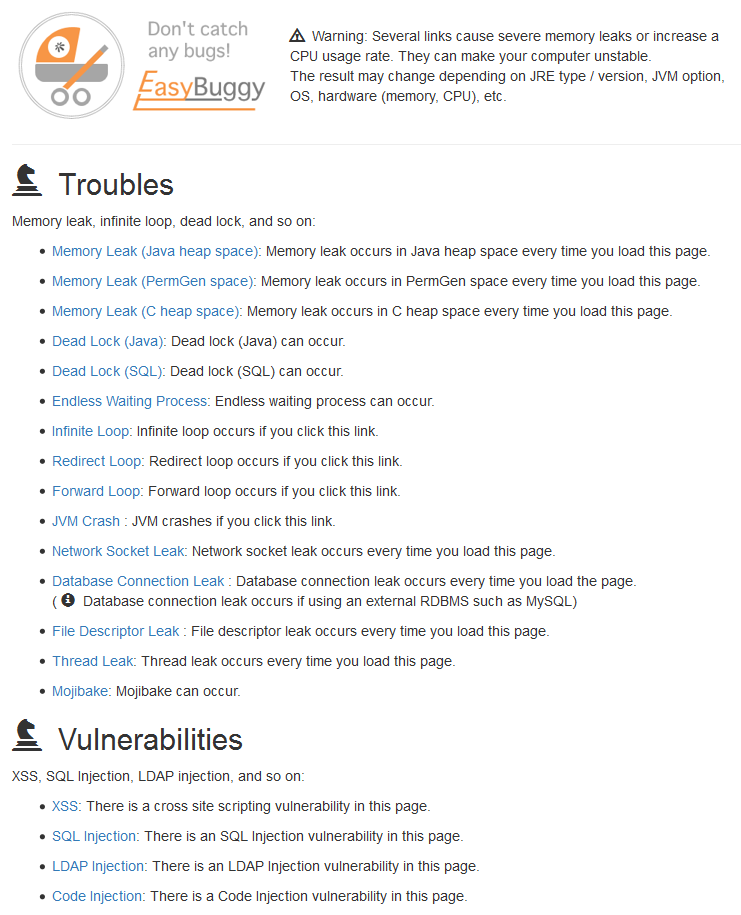 Don't catch
any bugs!
EasyBuggy
Warning: Several links cause severe memory leaks or increase a
CPU usage rate. They can make your computer unstable.
The result may change depending on JRE type / version, JVM option,
OS, hardware (memory, CPU), etc.
Troubles
Memory leak, infinite loop, dead lock, and so on:
• Memory Leak (Java heap space): Memory leak occurs in Java heap space every time you load this page.
• Memory Leak (PermGen space): Memory leak occurs in PermGen space every time you load this page.
• Memory Leak (C heap space): Memory leak occurs in C heap space every time you load this page.
• Dead Lock (Java): Dead lock (Java) can occur.
• Dead Lock (SQL): Dead lock (SQL) can occur.
• Endless Waiting Process: Endless waiting process can occur.
• Infinite Loop: Infinite loop occurs if you click this link.
• Redirect Loop: Redirect loop occurs if you click this link.
• Forward Loop: Forward loop occurs if you click this link.
• JVM Crash : JVM crashes if you click this link.
• Network Socket Leak: Network socket leak occurs every time you load this page.
• Database Connection Leak : Database connection leak occurs every time you load the page.
( Database connection leak occurs if using an external RDBMS such as MySQL)
• File Descriptor Leak : File descriptor leak occurs every time you load this page.
• Thread Leak: Thread leak occurs every time you load this page.
• Mojibake: Mojibake can occur.
Vulnerabilities
XSS, SQL Injection, LDAP injection, and so on:
• XSS: There is a cross site scripting vulnerability in this page.
• SQL Injection: There is an SQL Injection vulnerability in this page.
• LDAP Injection: There is an LDAP Injection vulnerability in this page.
• Code Injection: There is a Code Injection vulnerability in this page.